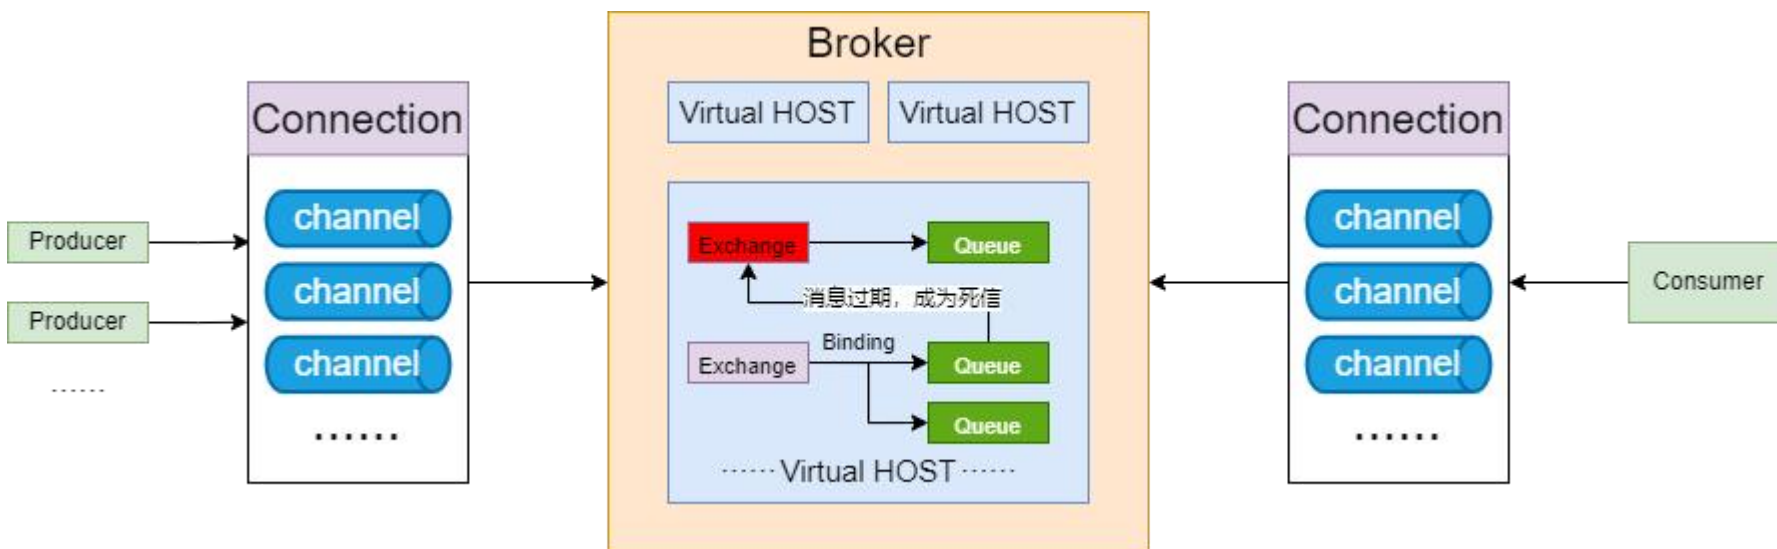 Broker
Virtual HOST
Virtual HOST
Connection
channel
channel
channel
......
Producer
Producer
......
Exchange
Queue
消息过期，成为死信
Binding
Exchange
Queue
Queue
······ Virtual HOST ······
Connection
channel
channel
channel
......
Consumer